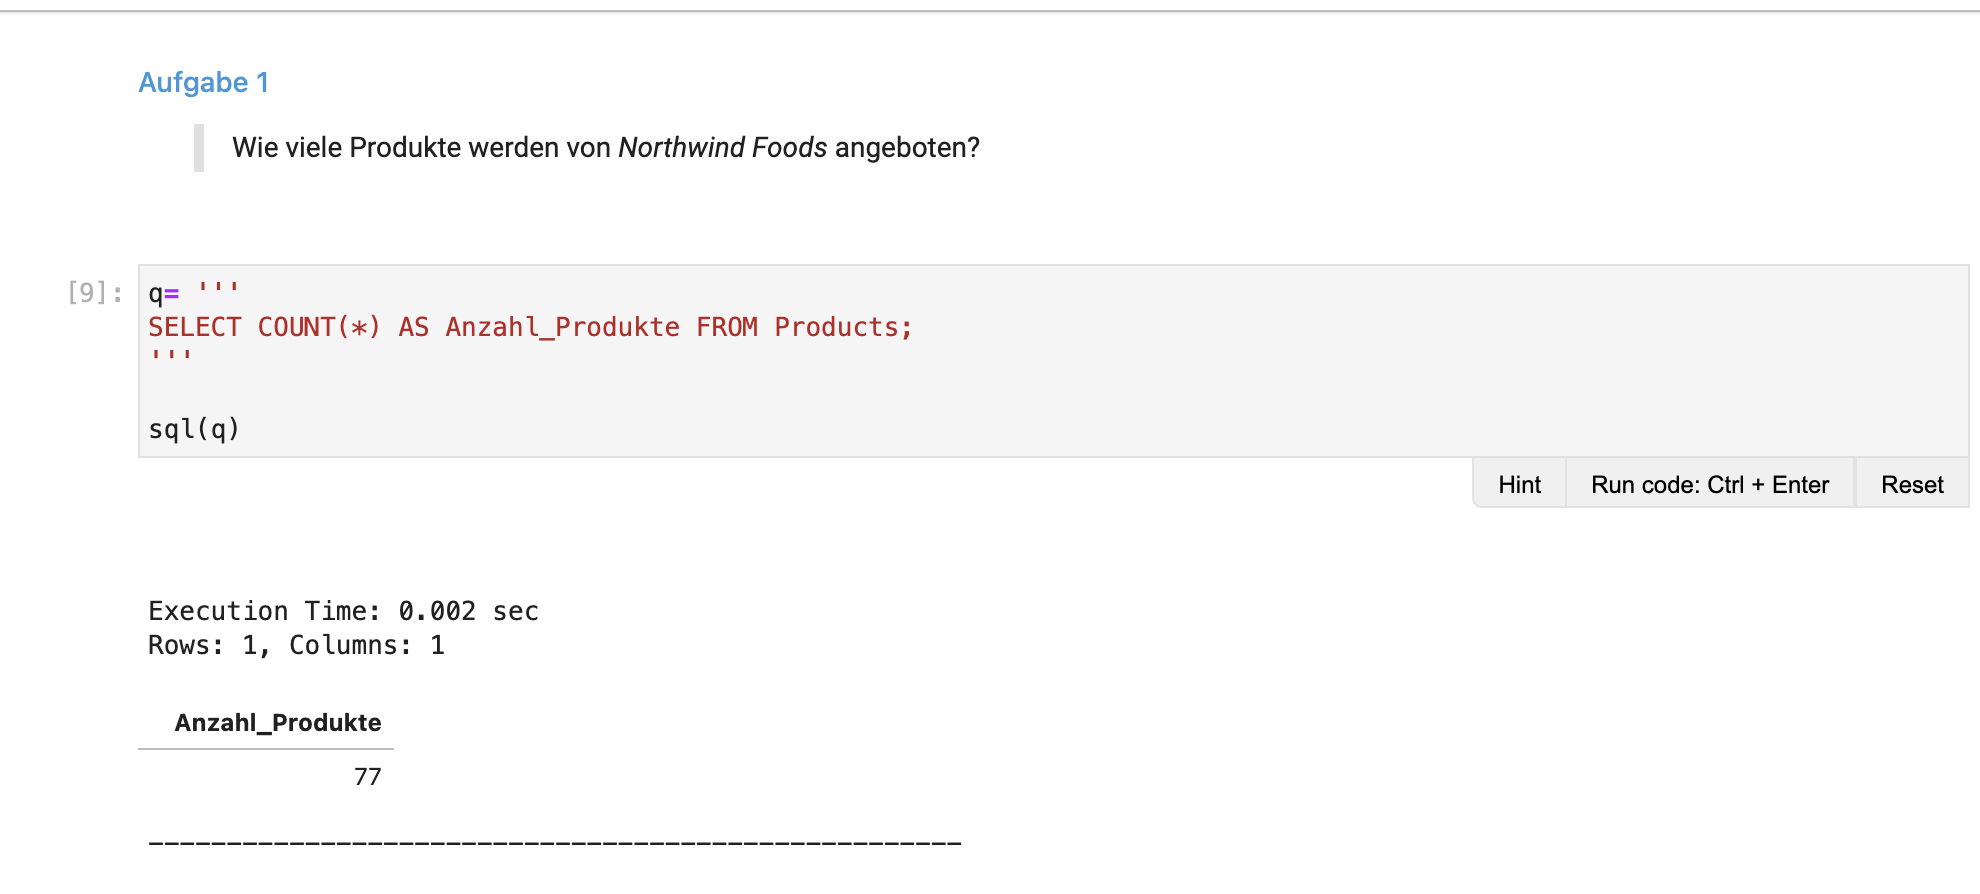 Aufgabe 1
Wie viele Produkte werden von Northwind Foods angeboten?
[9]:
q= '''
SELECT COUNT(*) AS Anzahl_Produkte FROM Products;
'''
sql(q)
Hint Run code: Ctrl + Enter Reset
Execution Time: 0.002 sec
Rows: 1, Columns: 1
Anzahl_Produkte
77
____________________________________________________